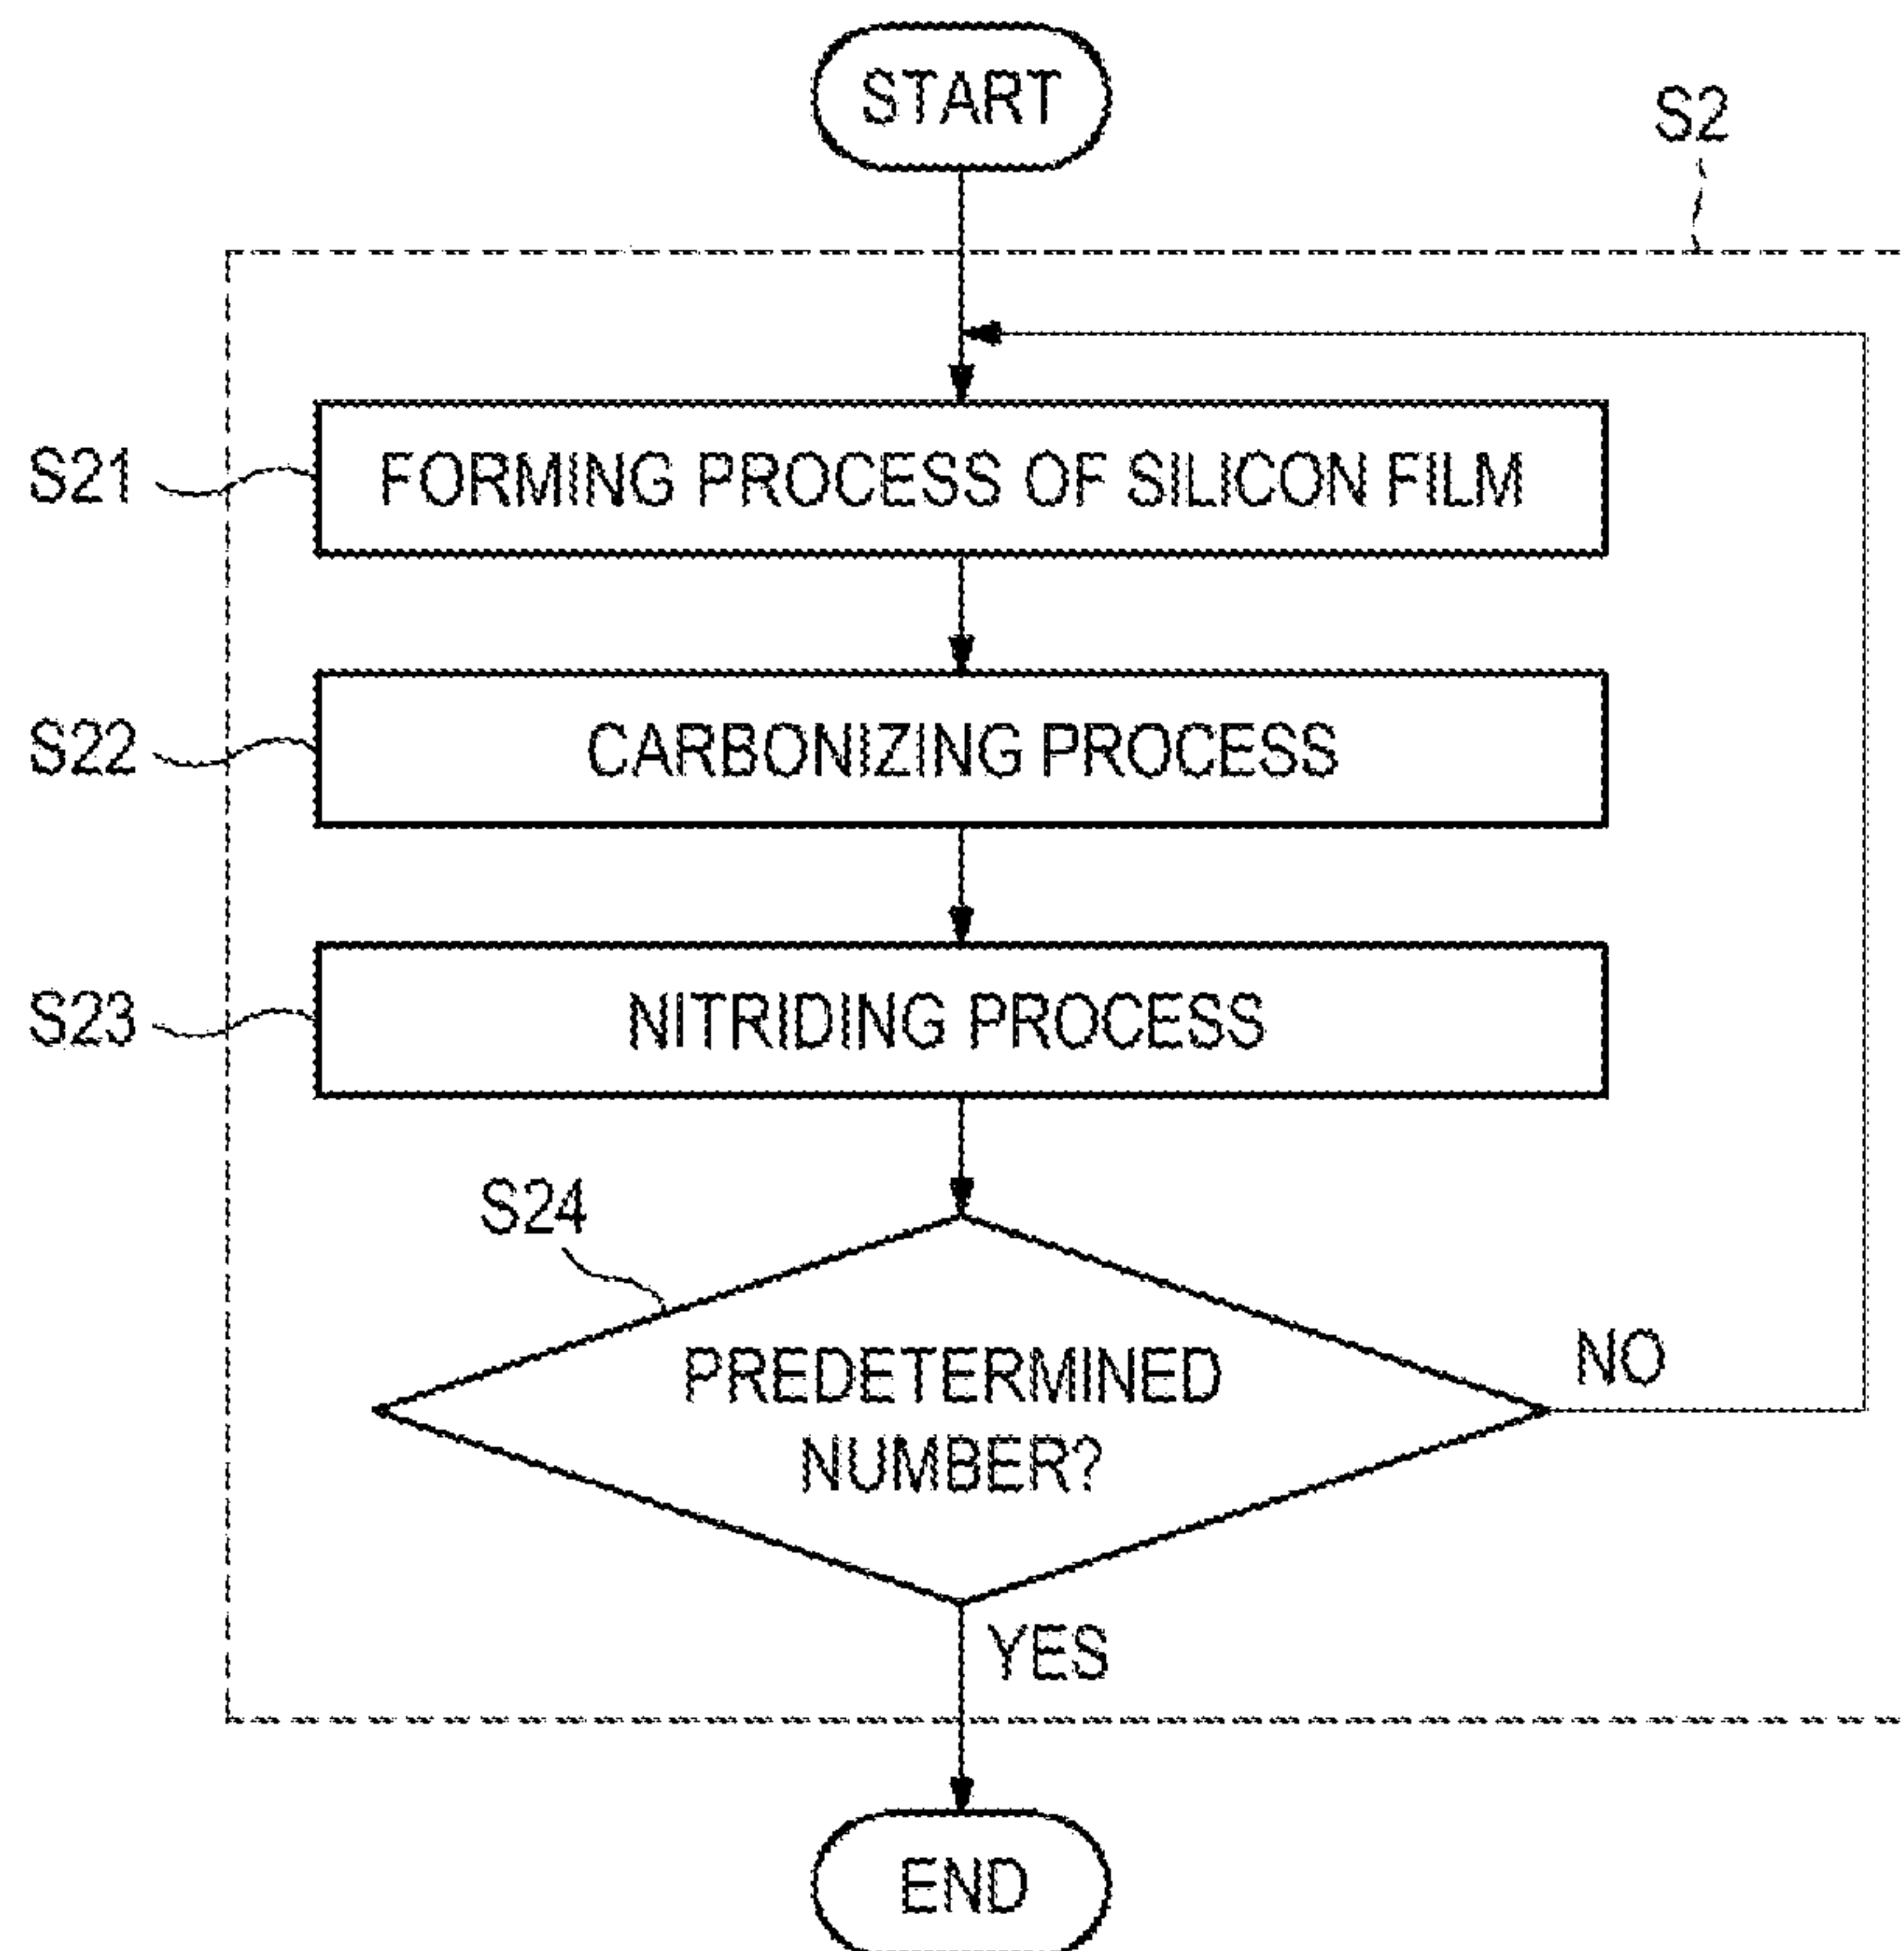 START
S2
S21
FORMING PROCESS OF SILICON FILM
S22
CARBONIZING PROCESS
S23
NITRIDING PROCESS
S24
PREDETERMINED
NUMBER?
NO
YES
END